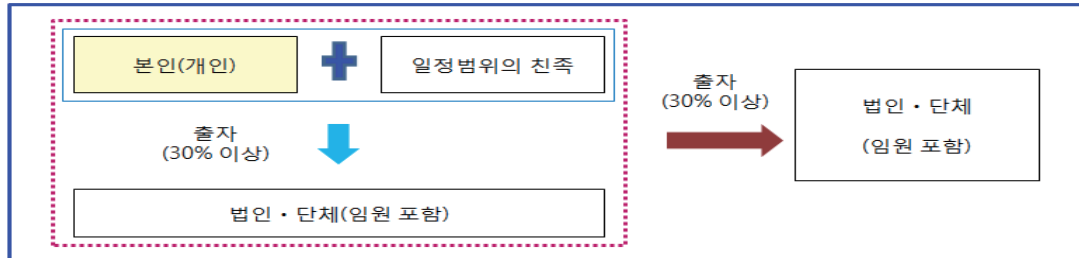 본인(개인)
일정범위의 친족
출자
(30% 이상)
법인・단체(임원 포함)
출자
(30% 이상)
법인・단체
(임원 포함)